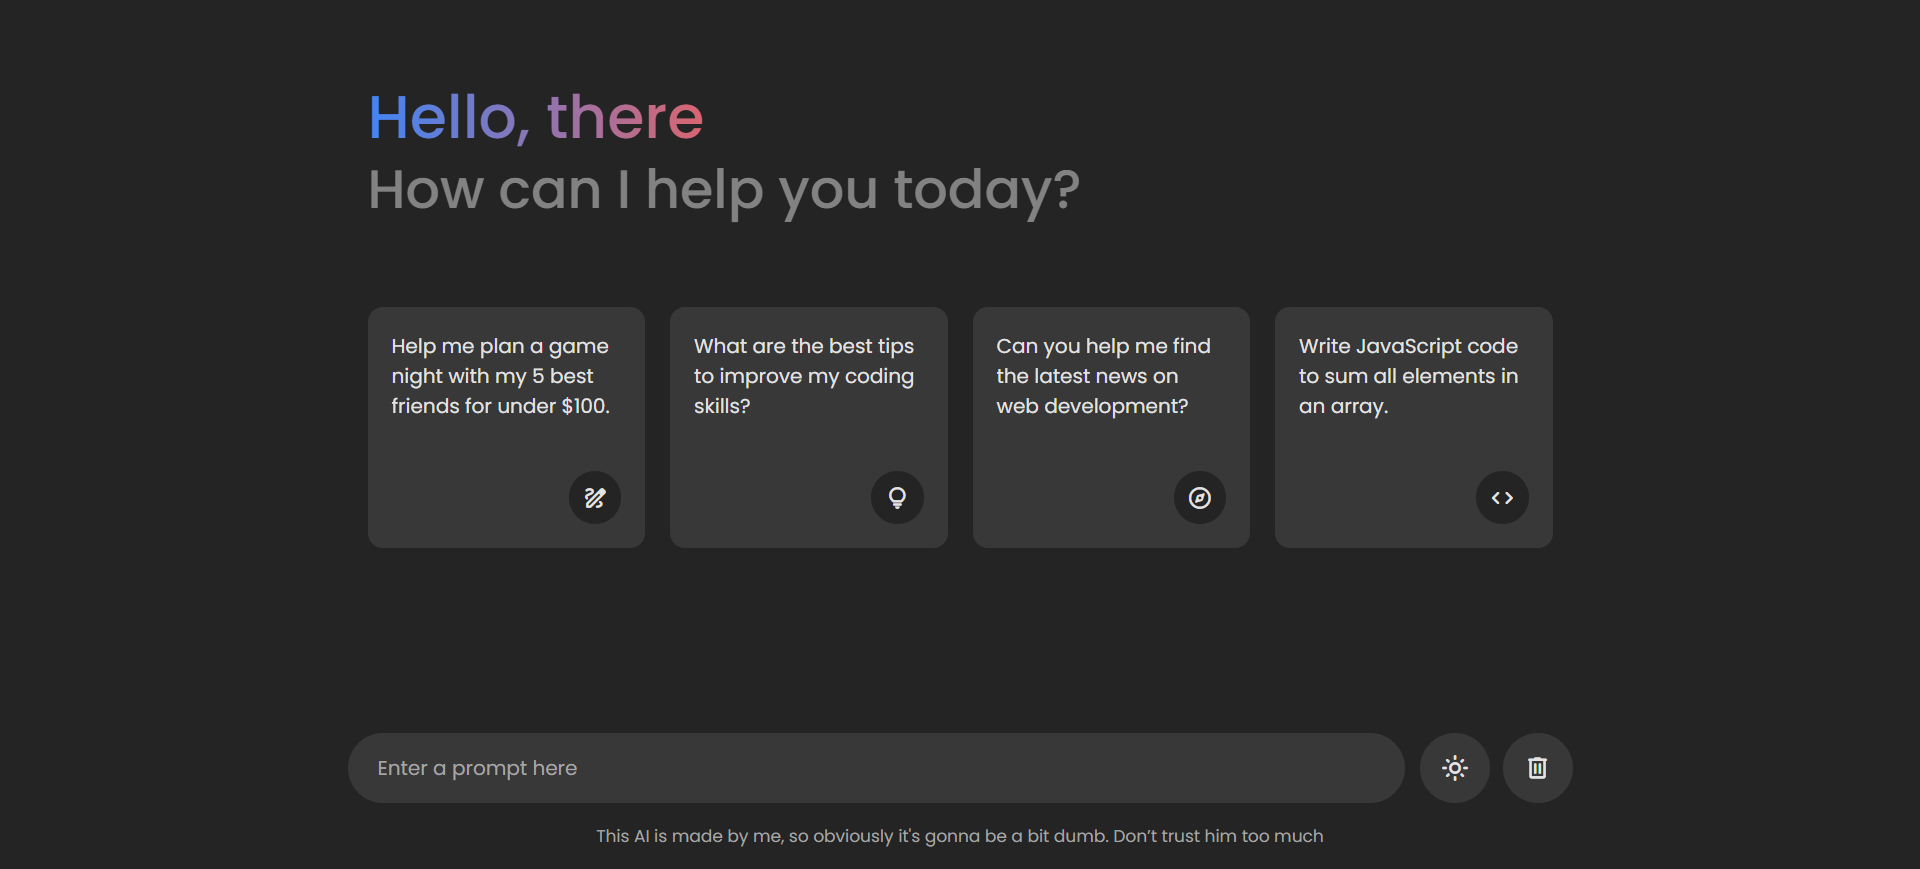 Hello, there
How can I help you today?
Help me plan a game
night with my 5 best
friends for under $100.
What are the best tips
to improve my coding
skills?
Can you help me find
the latest news on
web development?
Write JavaScript code
to sum all elements in
an array.
Enter a prompt here
This AI is made by me, so obviously it's gonna be a bit dumb. Don’t trust him too much